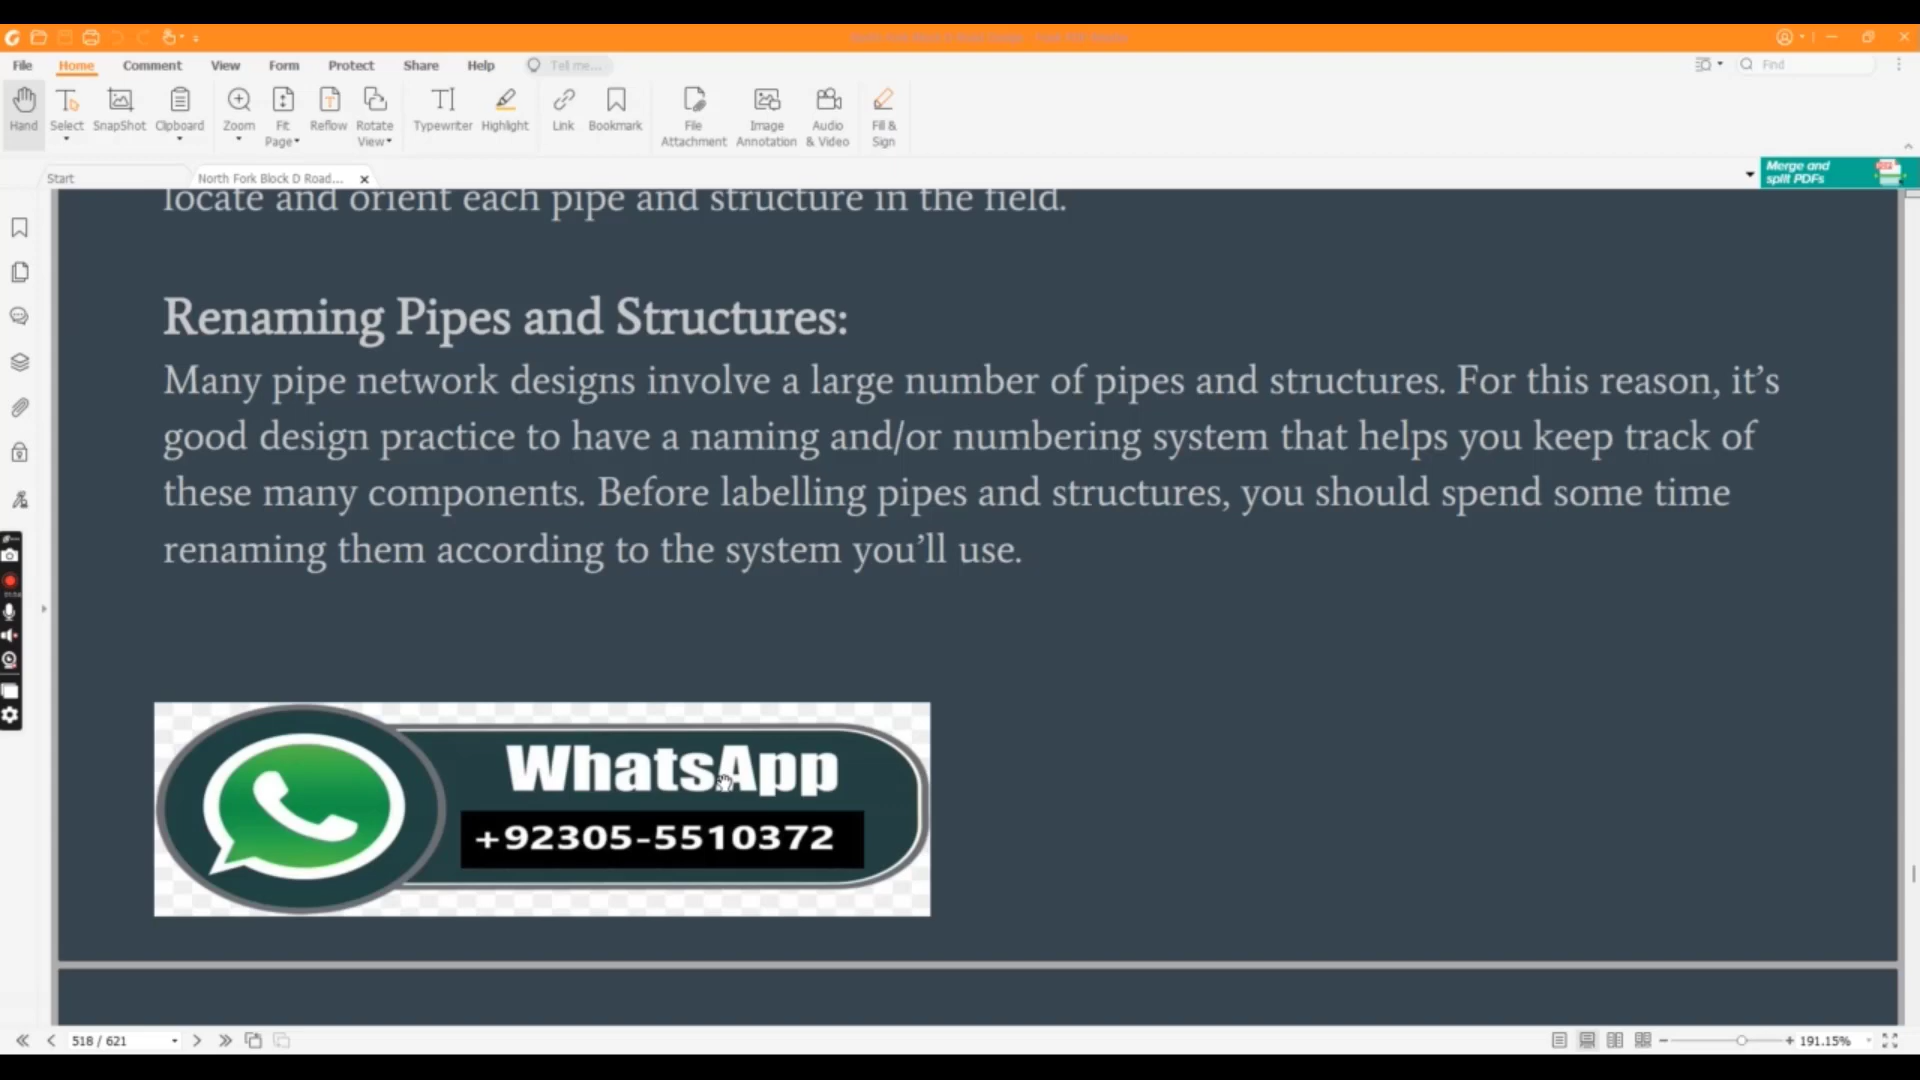 File Home Comment View Form Protect Share Help Tell me... Find
Hand Select SnapShot Clipboard Zoom Fit Page Reflow Rotate View Typewriter Highlight Link Bookmark File Attachment Image Annotation Audio & Video Fill & Sign
Start North Fork Block D Road... Merge and split PDFs
locate and orient each pipe and structure in the field.
Renaming Pipes and Structures:
Many pipe network designs involve a large number of pipes and structures. For this reason, it's
good design practice to have a naming and/or numbering system that helps you keep track of
these many components. Before labelling pipes and structures, you should spend some time
renaming them according to the system you'll use.
WhatsApp
+92305-5510372
518 / 621 191.15%